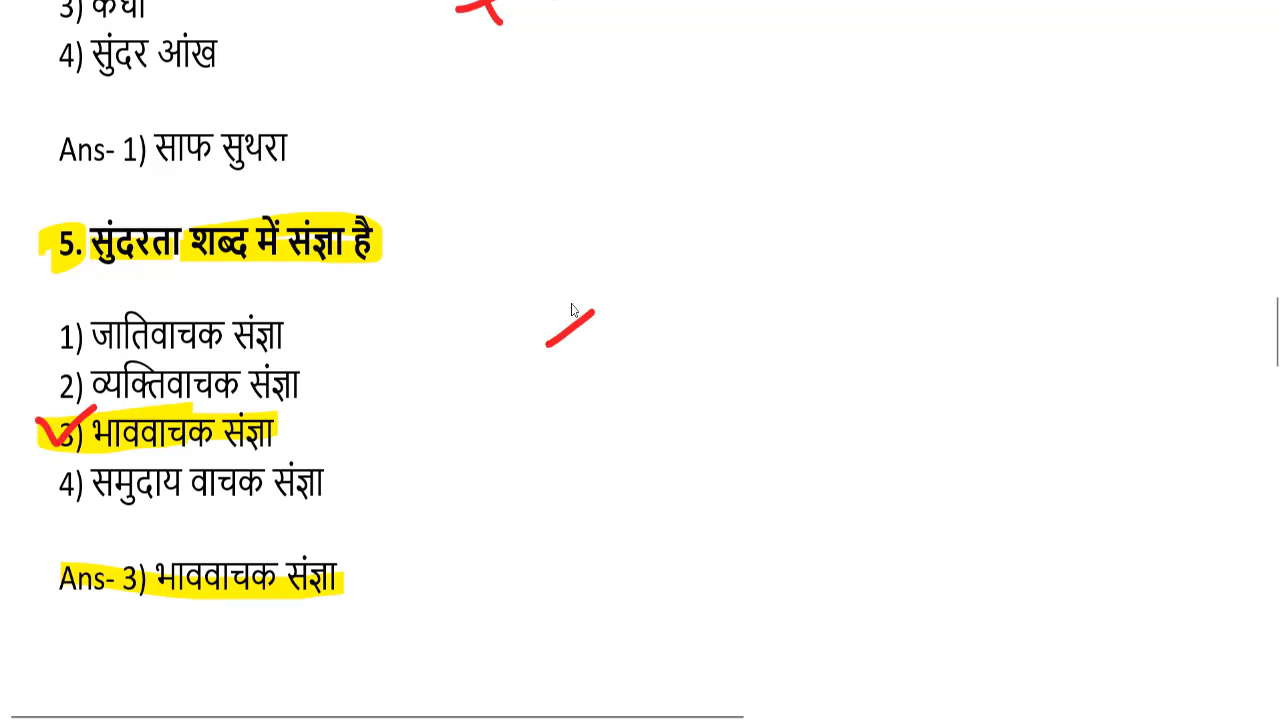 3) कंघी
4) सुंदर आंख
Ans- 1) साफ सुथरा
5. सुंदरता शब्द में संज्ञा है
1) जातिवाचक संज्ञा
2) व्यक्तिवाचक संज्ञा
3) भाववाचक संज्ञा
4) समुदाय वाचक संज्ञा
Ans- 3) भाववाचक संज्ञा